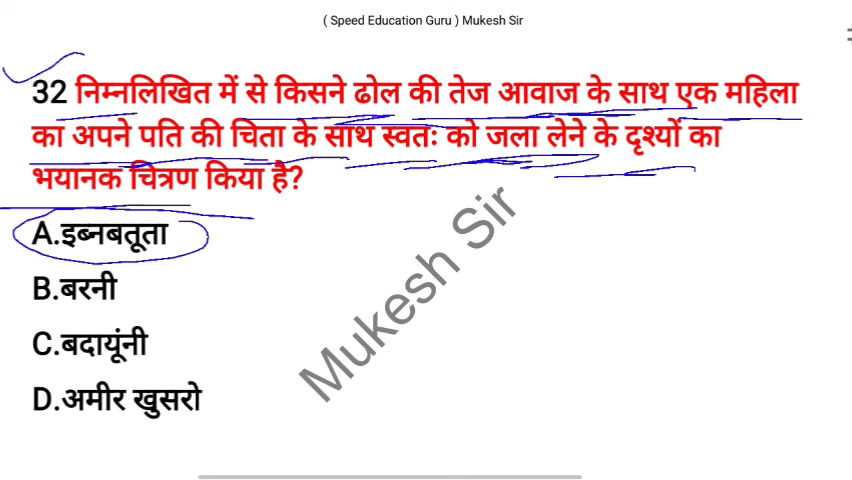 ( Speed Education Guru ) Mukesh Sir
32 निम्नलिखित में से किसने ढोल की तेज आवाज के साथ एक महिला
का अपने पति की चिता के साथ स्वतः को जला लेने के दृश्यों का
भयानक चित्रण किया है?
A.इब्नबतूता
B.बरनी
C.बदायूंनी
D.अमीर खुसरो
Mukesh Sir